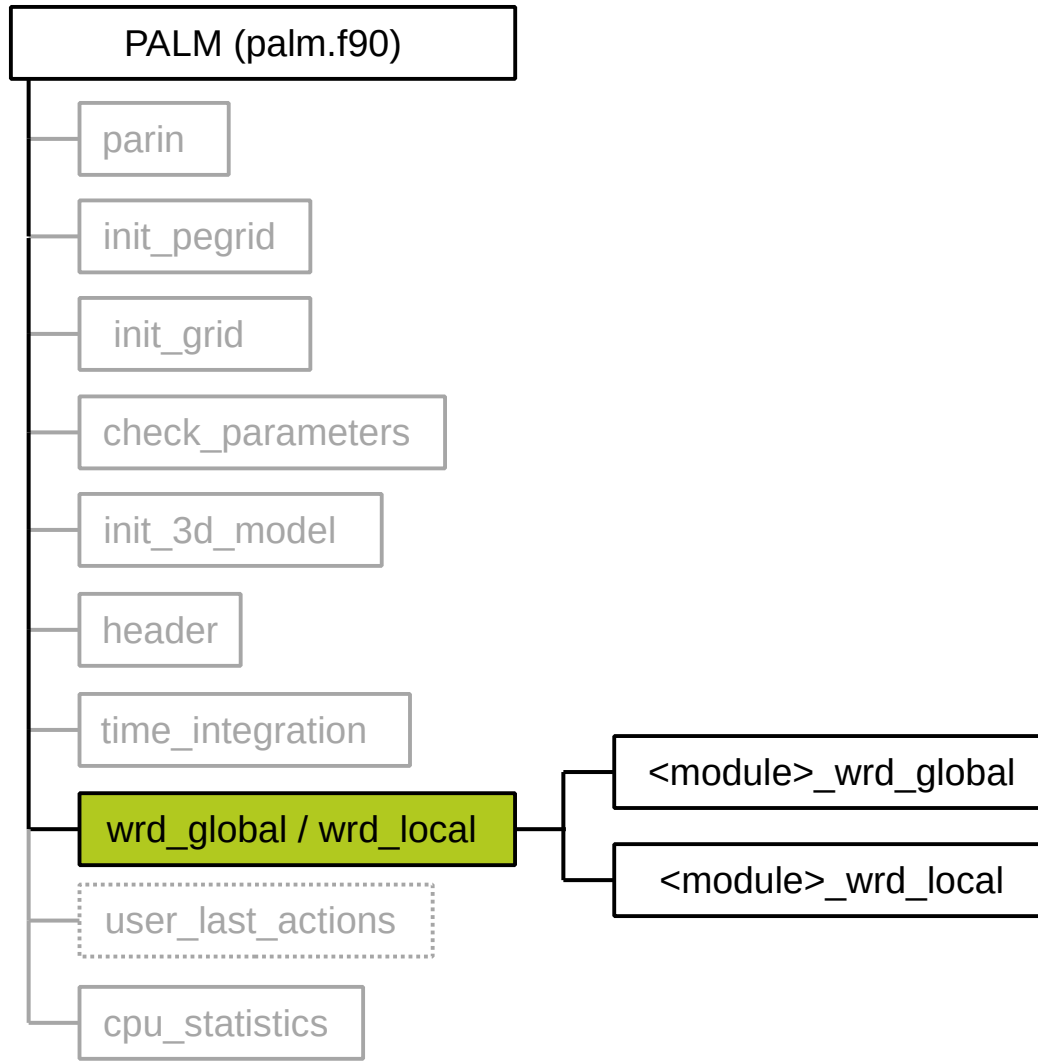 PALM (palm.f90)
parin
init_pegrid
init_grid
check_parameters
init_3d_model
header
time_integration
wrd_global / wrd_local
<module>_wrd_global
<module>_wrd_local
user_last_actions
cpu_statistics